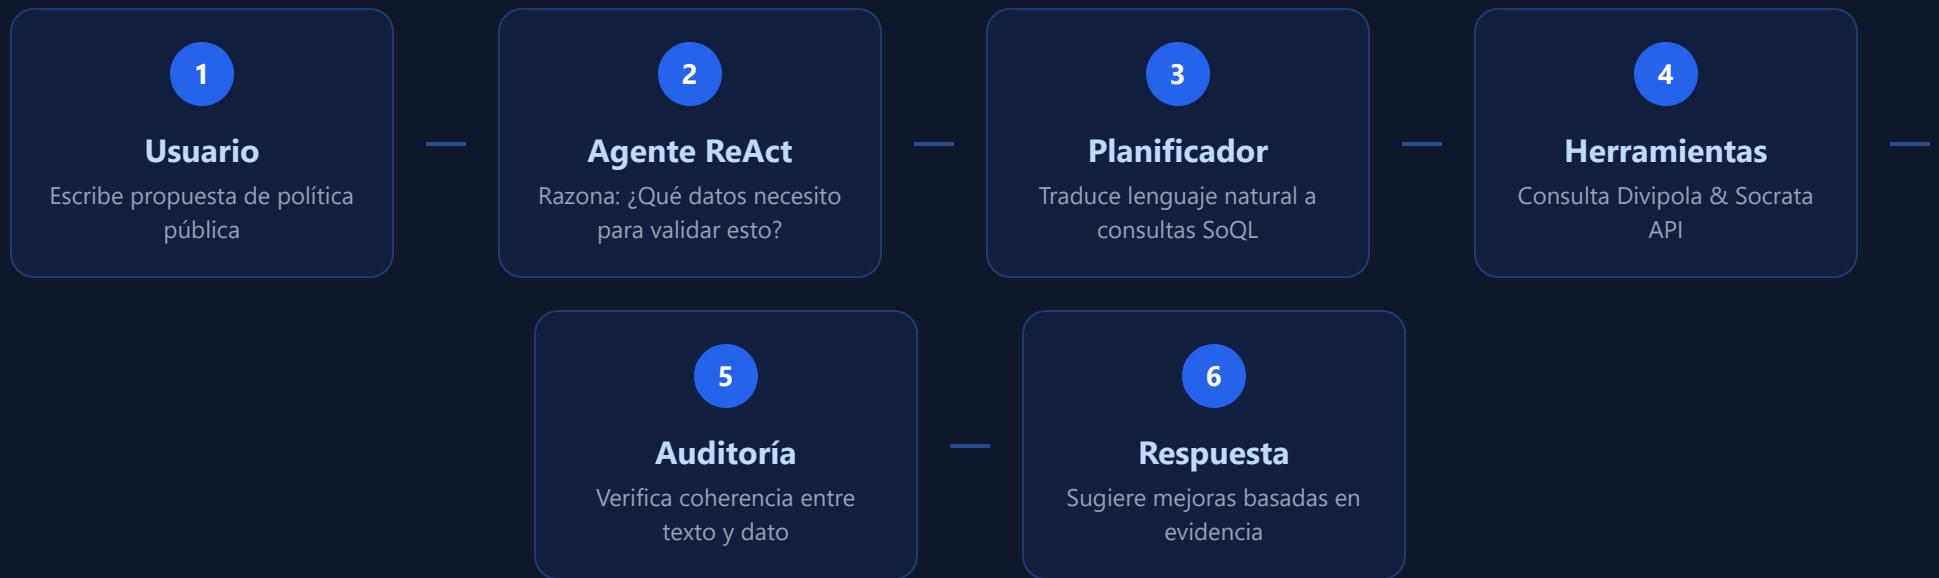 1
Usuario
Escribe propuesta de política
pública
2
Agente ReAct
Razona: ¿Qué datos necesito
para validar esto?
3
Planificador
Traduce lenguaje natural a
consultas SoQL
4
Herramientas
Consulta Divipola & Socrata
API
5
Auditoría
Verifica coherencia entre
texto y dato
6
Respuesta
Sugiere mejoras basadas en
evidencia